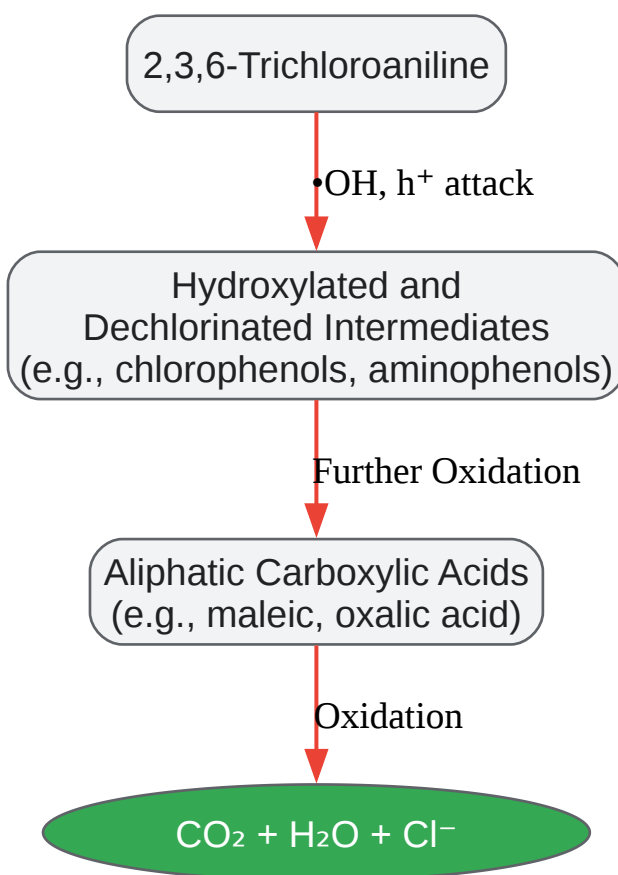 2,3,6-Trichloroaniline
•OH, h⁺ attack
Hydroxylated and
Dechlorinated Intermediates
(e.g., chlorophenols, aminophenols)
Further Oxidation
Aliphatic Carboxylic Acids
(e.g., maleic, oxalic acid)
Oxidation
CO₂ + H₂O + Cl⁻